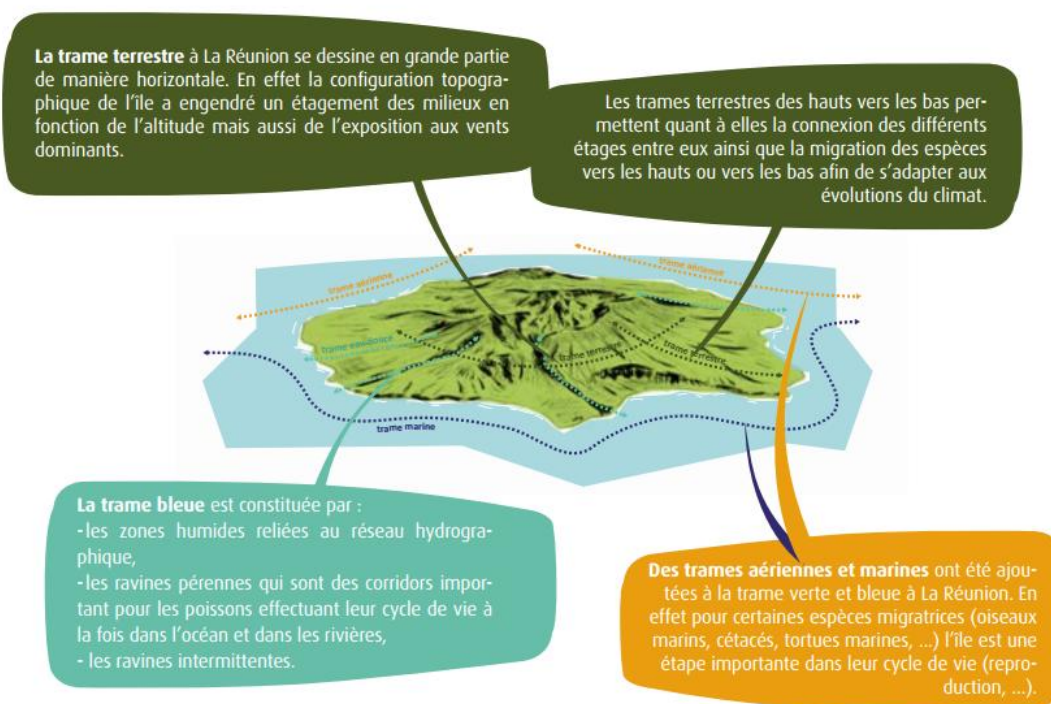 La trame terrestre à La Réunion se dessine en grande partie
de manière horizontale. En effet la configuration topogra-
phique de l'île a engendré un étagement des milieux en
fonction de l'altitude mais aussi de l'exposition aux vents
dominants.
Les trames terrestres des hauts vers les bas per-
mettent quant à elles la connexion des différents
étages entre eux ainsi que la migration des espèces
vers les hauts ou vers les bas afin de s'adapter aux
évolutions du climat.
trame aérienne
trame aérienne
trame terrestre
trame terrestre
trame marine
La trame bleue est constituée par :
-les zones humides reliées au réseau hydrogra-
phique,
-les ravines pérennes qui sont des corridors impor-
tant pour les poissons effectuant leur cycle de vie à
la fois dans l'océan et dans les rivières,
- les ravines intermittentes.
Des trames aériennes et marines ont été ajou-
tées à la trame verte et bleue à La Réunion. En
effet pour certaines espèces migratrices (oiseaux
marins, cétacés, tortues marines, ...) l'île est une
étape importante dans leur cycle de vie (repro-
duction, ...).